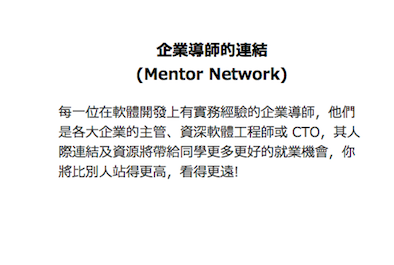 企業導師的連結
(Mentor Network)
每一位在軟體開發上有實務經驗的企業導師，他們
是各大企業的主管、資深軟體工程師或 CTO，其人
際連結及資源將帶給同學更多更好的就業機會，你
將比別人站得更高，看得更遠!